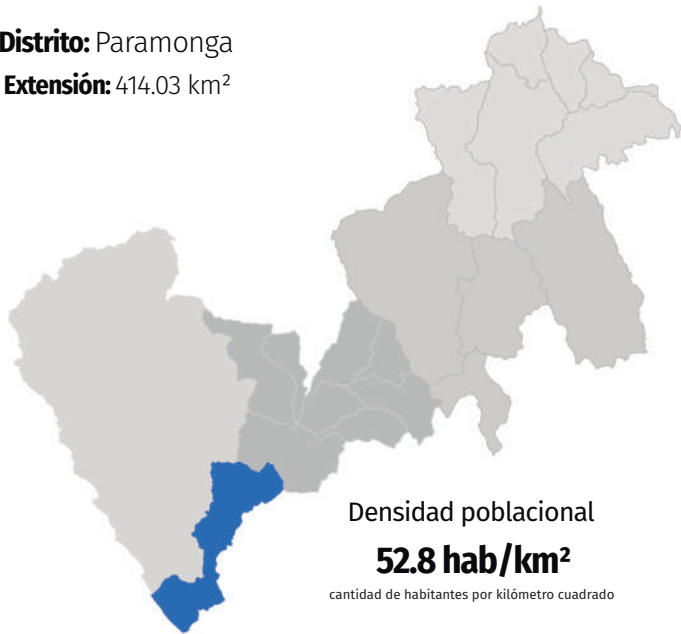 Distrito: Paramonga
Extensión: 414.03 km²
Densidad poblacional
52.8 hab/km²
cantidad de habitantes por kilómetro cuadrado